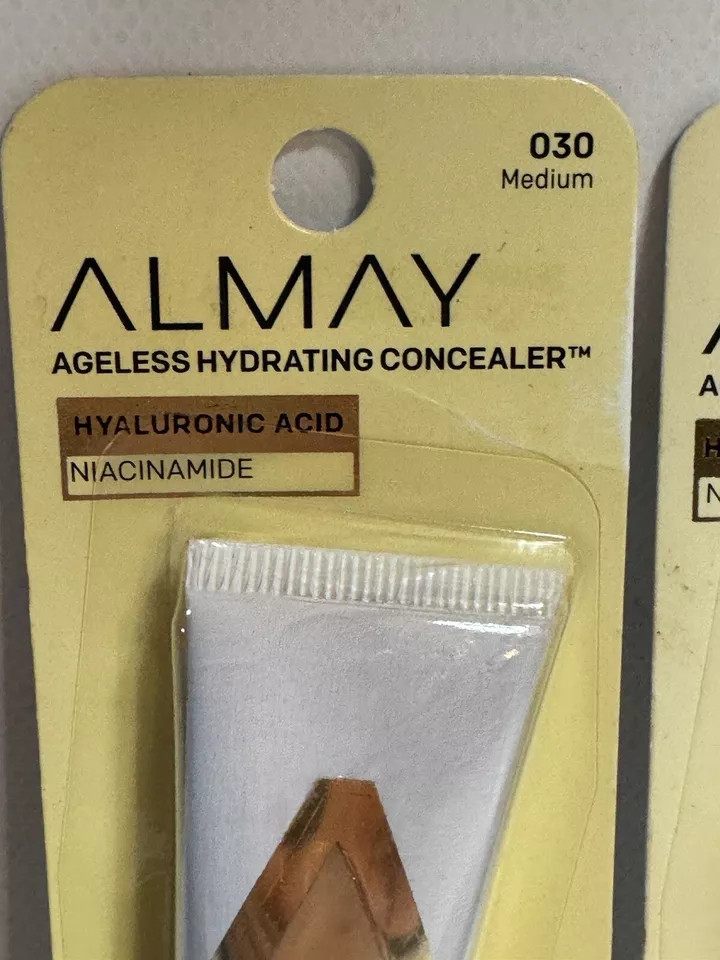 030
Medium
ALMAY
AGELESS HYDRATING CONCEALER™
HYALURONIC ACID
NIACINAMIDE
A
H
N